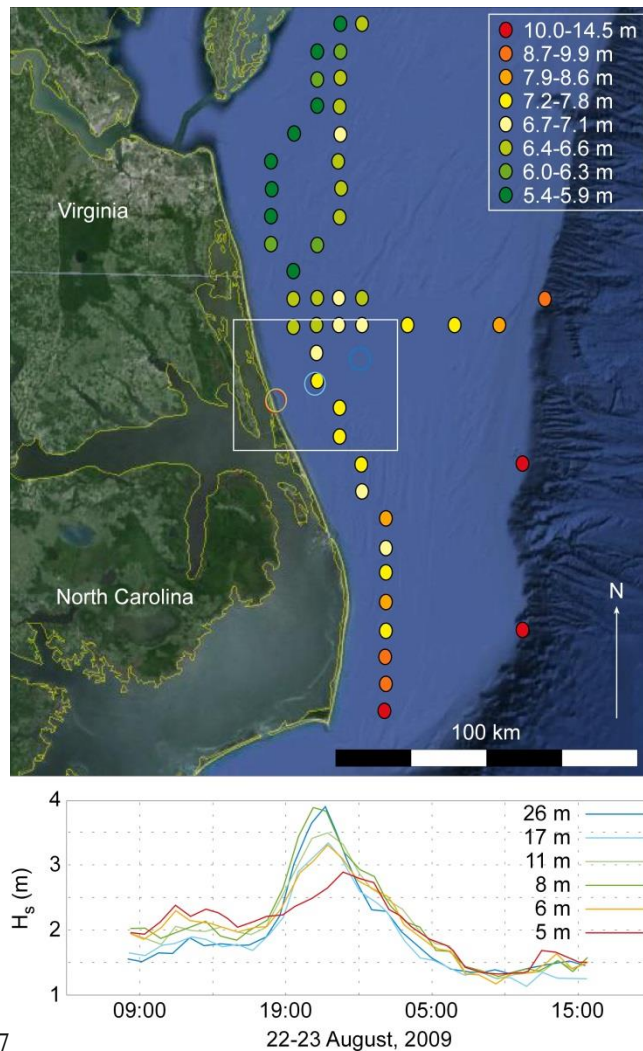 10.0-14.5 m
8.7-9.9 m
7.9-8.6 m
7.2-7.8 m
6.7-7.1 m
6.4-6.6 m
6.0-6.3 m
5.4-5.9 m
Virginia
North Carolina
N
100 km
4
3
2
1
Hs (m)
26 m
17 m
11 m
8 m
6 m
5 m
09:00 19:00 05:00 15:00
22-23 August, 2009
7